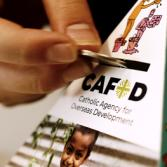 CAFOD
Catholic Agency for
Overseas Development